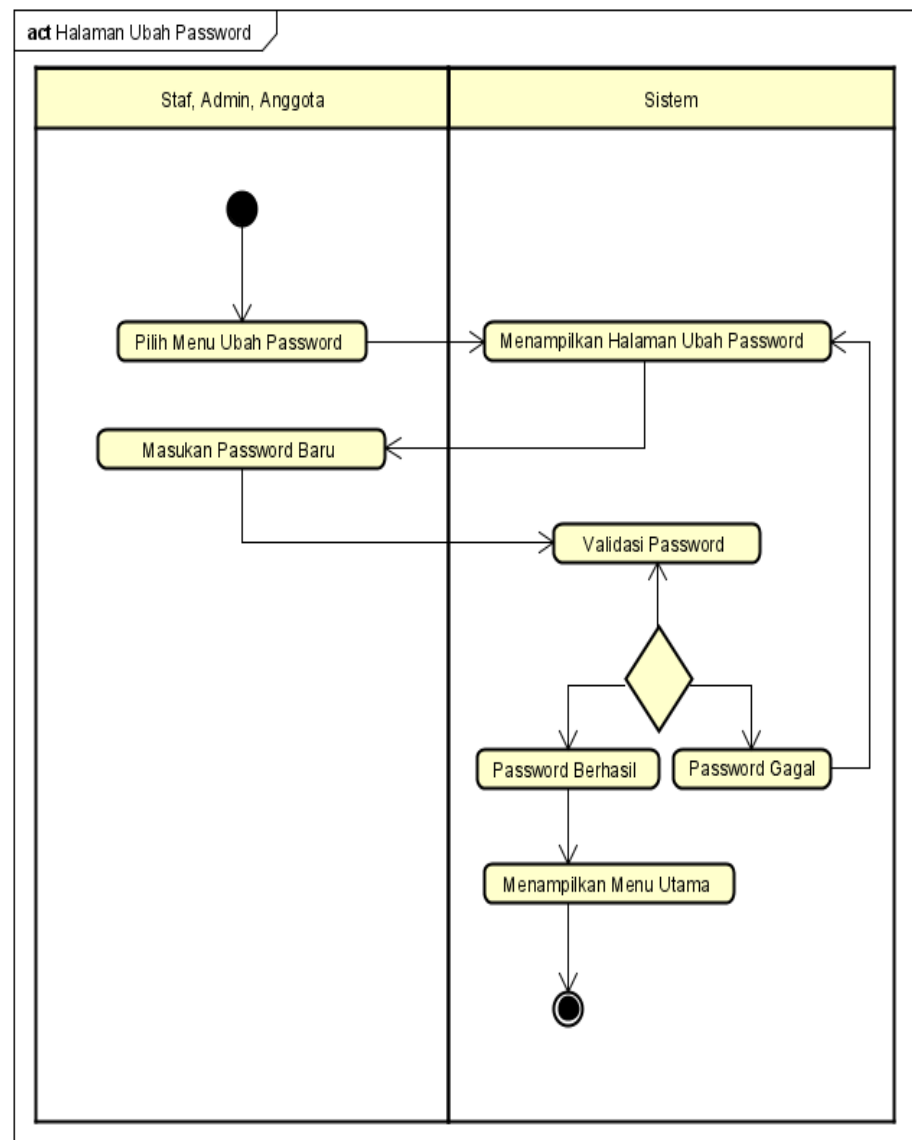 act Halaman Ubah Password
Staf, Admin, Anggota
Sistem
Pilih Menu Ubah Password
Menampilkan Halaman Ubah Password
Masukan Password Baru
Validasi Password
Password Berhasil
Password Gagal
Menampilkan Menu Utama